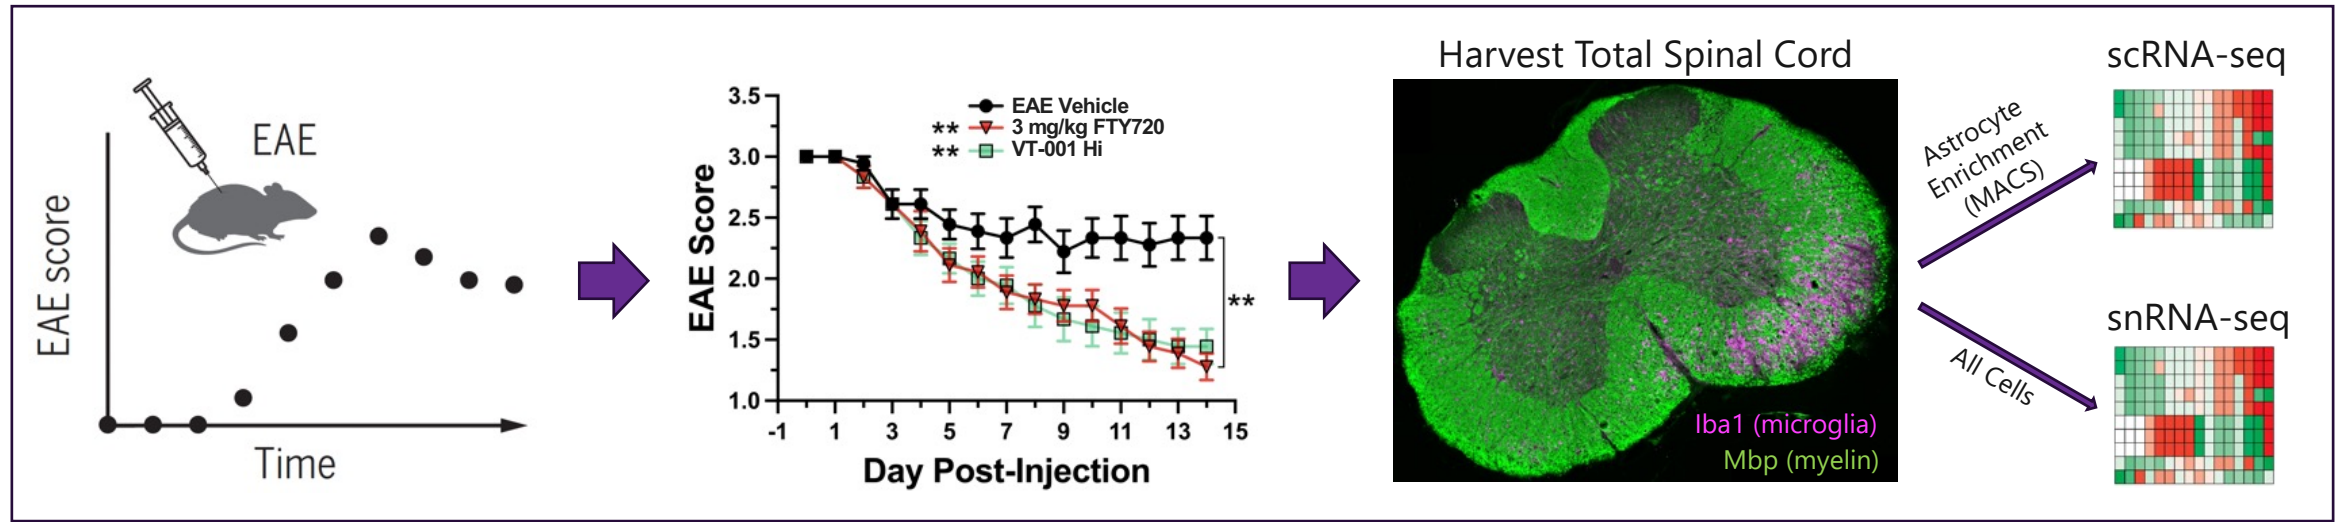 EAE
EAE score
Time
3.5
3.0
2.5
2.0
1.5
1.0
EAE Score
-1 1 3 5 7 9 11 13 15
Day Post-Injection
EAE Vehicle
** 3 mg/kg FTY720
** VT-001 Hi
**
Harvest Total Spinal Cord
Iba1 (microglia)
Mbp (myelin)
Astrocyte
Enrichment
(MACS)
All Cells
scRNA-seq
snRNA-seq